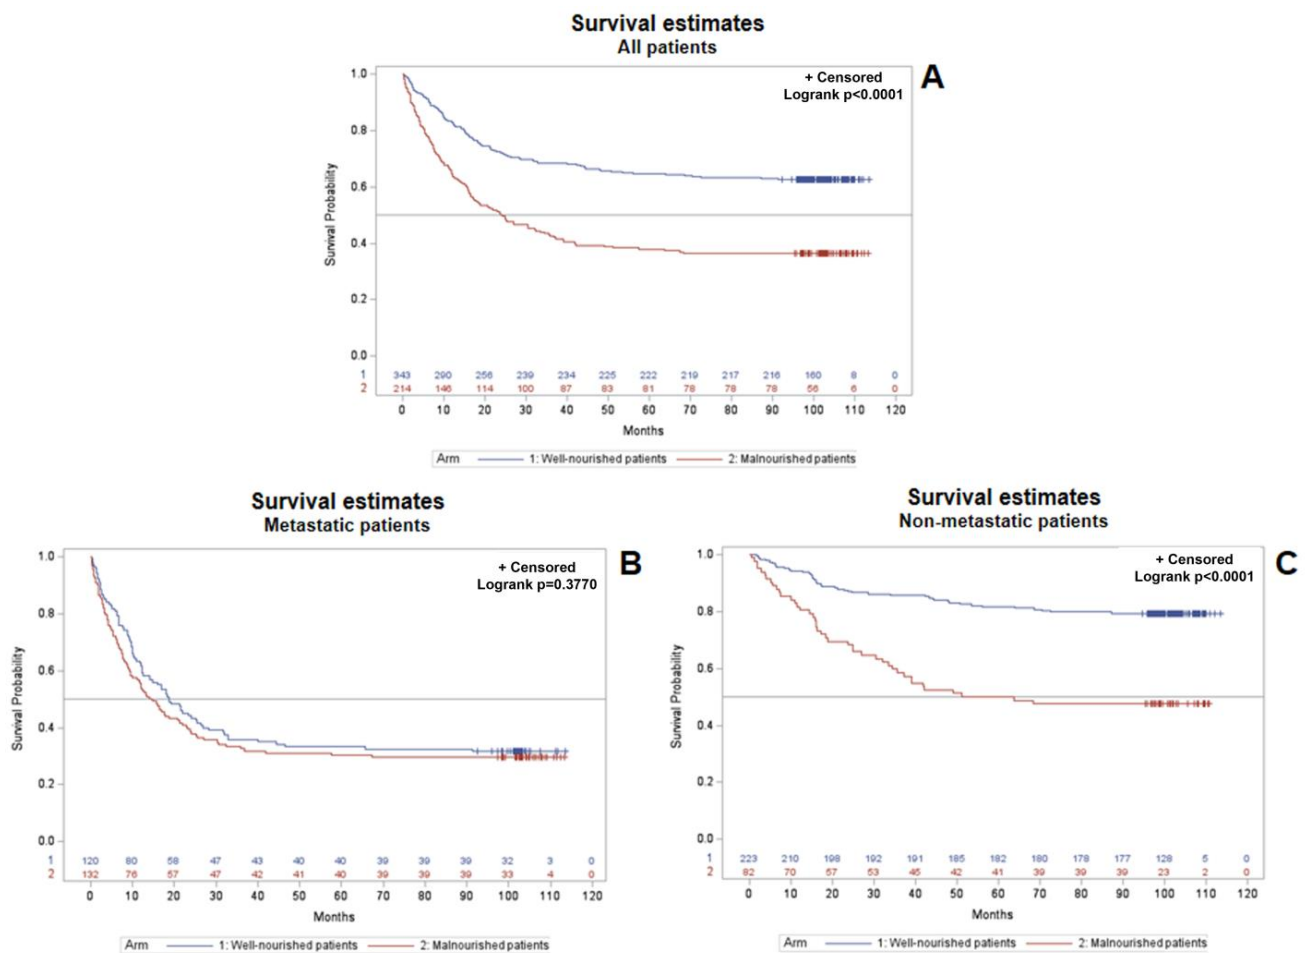 Survival estimates
All patients
A
+ Censored
Logrank p<0.0001
Survival Probability
1.0
0.8
0.6
0.4
0.2
0.0
1 343 290 256 239 234 225 222 219 217 216 160 8 0
2 214 146 114 100 87 83 81 78 78 78 56 6 0
0 10 20 30 40 50 60 70 80 90 100 110 120
Months
Arm 1: Well-nourished patients 2: Malnourished patients
Survival estimates
Metastatic patients
B
+ Censored
Logrank p=0.3770
Survival Probability
1.0
0.8
0.6
0.4
0.2
0.0
1 120 80 58 47 43 40 40 39 39 39 32 3 0
2 132 76 57 47 42 41 40 39 39 39 33 4 0
0 10 20 30 40 50 60 70 80 90 100 110 120
Months
Arm 1: Well-nourished patients 2: Malnourished patients
Survival estimates
Non-metastatic patients
C
+ Censored
Logrank p<0.0001
Survival Probability
1.0
0.8
0.6
0.4
0.2
0.0
1 223 210 198 192 191 185 182 180 178 177 128 5 0
2 82 70 57 53 45 42 41 39 39 39 23 2 0
0 10 20 30 40 50 60 70 80 90 100 110 120
Months
Arm 1: Well-nourished patients 2: Malnourished patients